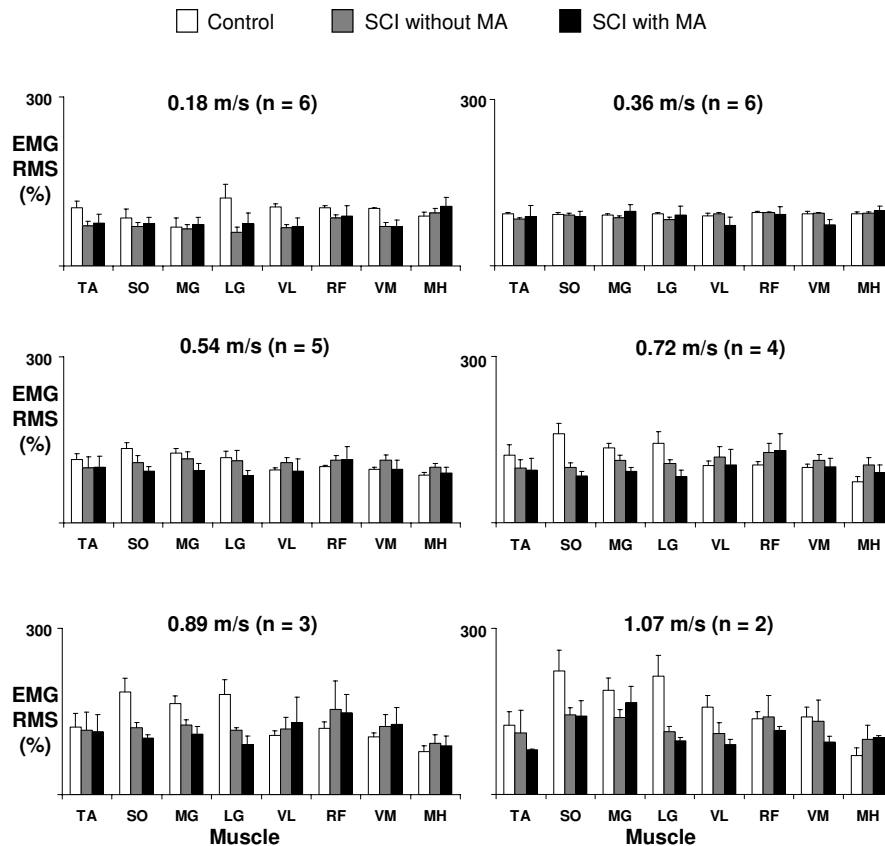 Control SCI without MA SCI with MA
0.18 m/s (n = 6)
300
EMG
RMS
(%)
TA SO MG LG VL RF VM MH
0.36 m/s (n = 6)
300
TA SO MG LG VL RF VM MH
0.54 m/s (n = 5)
300
EMG
RMS
(%)
TA SO MG LG VL RF VM MH
0.72 m/s (n = 4)
300
TA SO MG LG VL RF VM MH
0.89 m/s (n = 3)
300
EMG
RMS
(%)
TA SO MG LG VL RF VM MH
Muscle
1.07 m/s (n = 2)
300
TA SO MG LG VL RF VM MH
Muscle